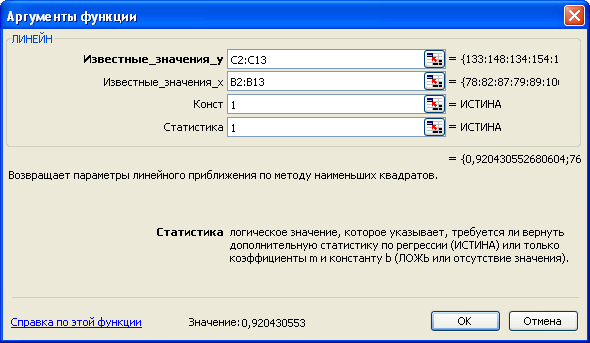 Аргументы функции
ЛИНЕЙН
Известные_значения_y C2:C13 = {133:148:134:154:1
Известные_значения_x B2:B13 = {78:82:87:79:89:10
Конст 1 = ИСТИНА
Статистика 1 = ИСТИНА
= {0,920430552680604;76
Возвращает параметры линейного приближения по методу наименьших квадратов.
Статистика логическое значение, которое указывает, требуется ли вернуть
дополнительную статистику по регрессии (ИСТИНА) или только
коэффициенты m и константу b (ЛОЖЬ или отсутствие значения).
Справка по этой функции Значение: 0,920430553 ОК Отмена